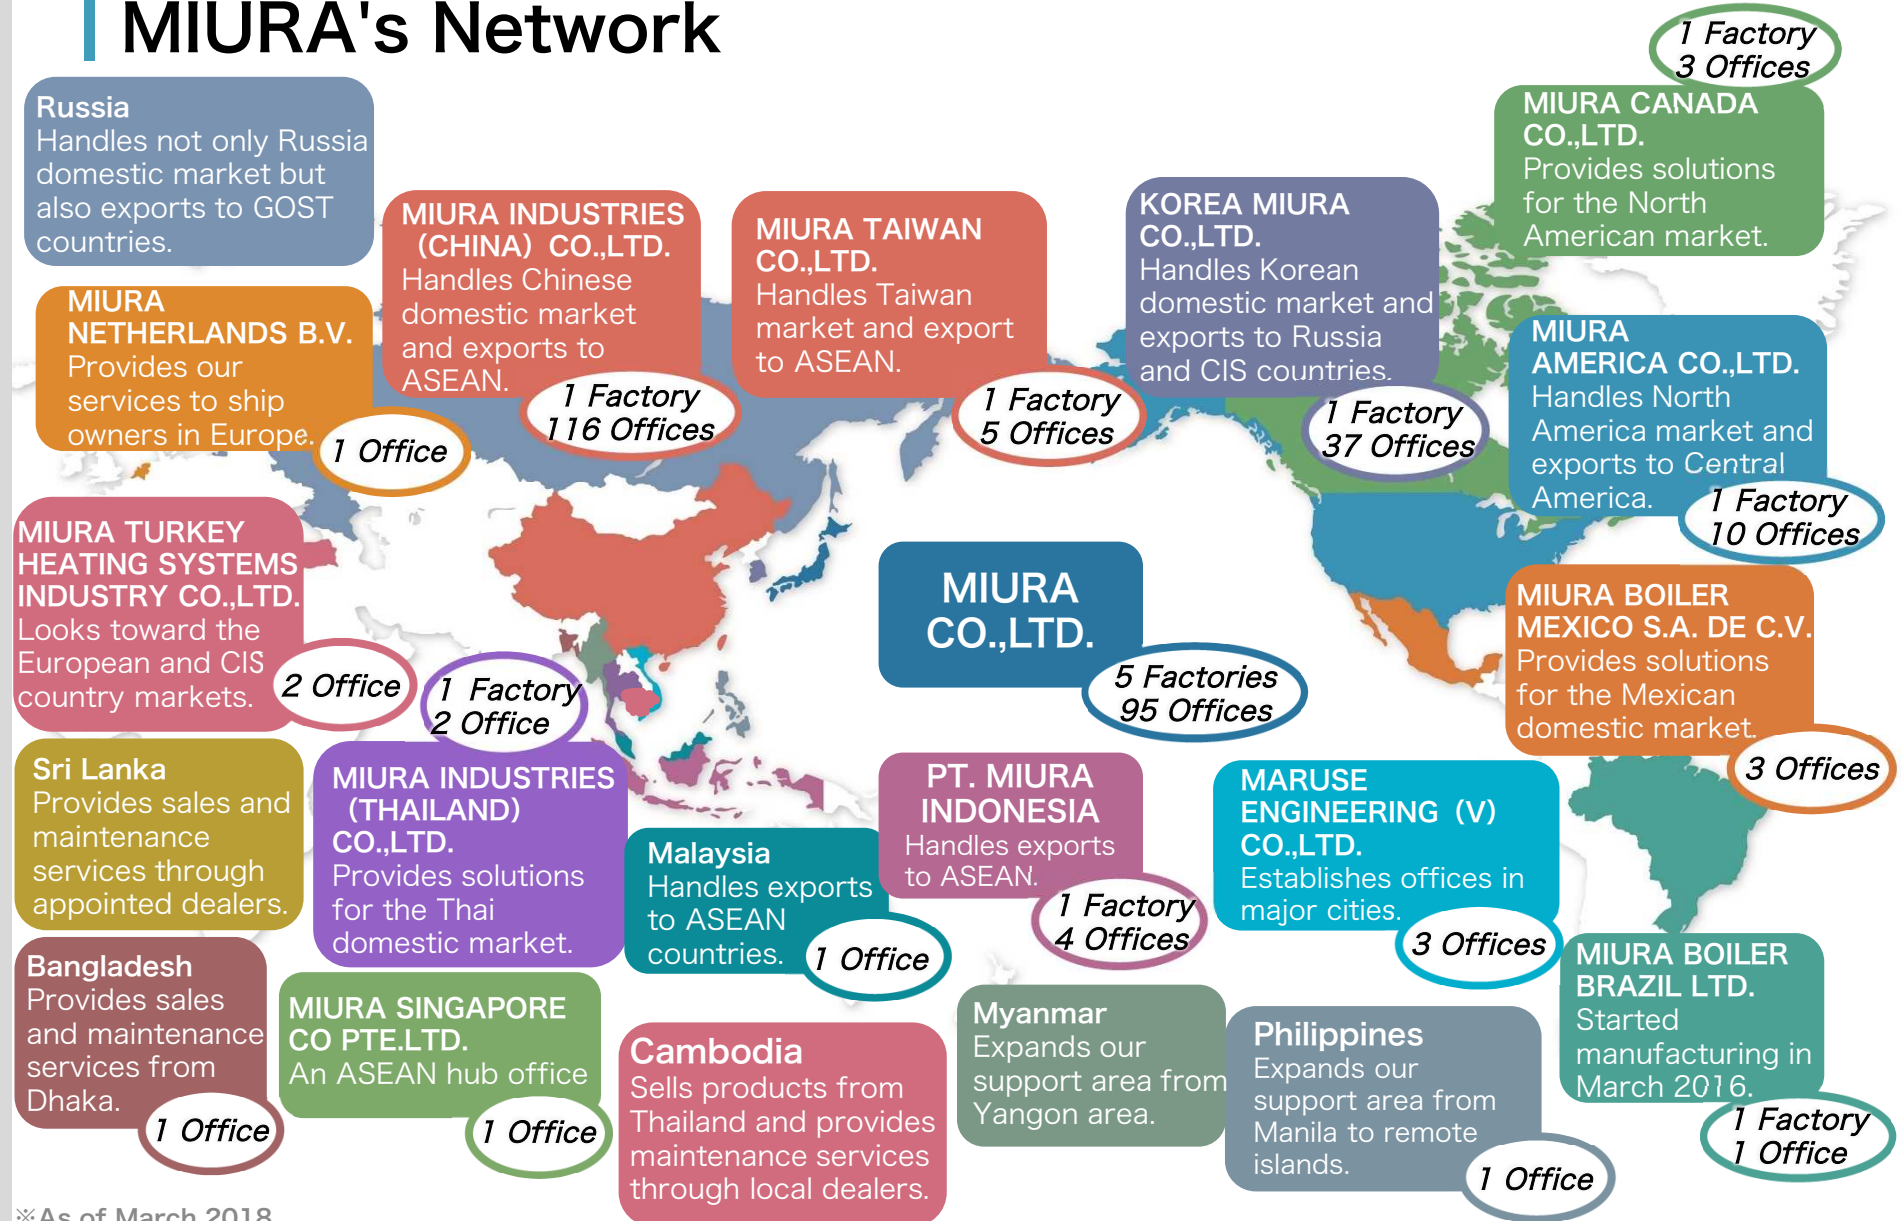 MIURA's Network
1 Factory
3 Offices
Russia
Handles not only Russia
domestic market but
also exports to GOST
countries.
MIURA INDUSTRIES
(CHINA) CO.,LTD.
Handles Chinese
domestic market
and exports to
ASEAN.
1 Factory
116 Offices
MIURA TAIWAN
CO.,LTD.
Handles Taiwan
market and export
to ASEAN.
1 Factory
5 Offices
KOREA MIURA
CO.,LTD.
Handles Korean
domestic market and
exports to Russia
and CIS countries.
1 Factory
37 Offices
MIURA CANADA
CO.,LTD.
Provides solutions
for the North
American market.
MIURA
NETHERLANDS B.V.
Provides our
services to ship
owners in Europe.
1 Office
MIURA
AMERICA CO.,LTD.
Handles North
America market and
exports to Central
America.
1 Factory
10 Offices
MIURA TURKEY
HEATING SYSTEMS
INDUSTRY CO.,LTD.
Looks toward the
European and CIS
country markets.
2 Office
1 Factory
2 Office
MIURA
CO.,LTD.
5 Factories
95 Offices
MIURA BOILER
MEXICO S.A. DE C.V.
Provides solutions
for the Mexican
domestic market.
3 Offices
Sri Lanka
Provides sales and
maintenance
services through
appointed dealers.
MIURA INDUSTRIES
(THAILAND)
CO.,LTD.
Provides solutions
for the Thai
domestic market.
Malaysia
Handles exports
to ASEAN
countries.
1 Office
PT. MIURA
INDONESIA
Handles exports
to ASEAN.
1 Factory
4 Offices
MARUSE
ENGINEERING (V)
CO.,LTD.
Establishes offices in
major cities.
3 Offices
Bangladesh
Provides sales
and maintenance
services from
Dhaka.
1 Office
MIURA SINGAPORE
CO PTE.LTD.
An ASEAN hub office
1 Office
Cambodia
Sells products from
Thailand and provides
maintenance services
through local dealers.
Myanmar
Expands our
support area from
Yangon area.
Philippines
Expands our
support area from
Manila to remote
islands.
1 Office
MIURA BOILER
BRAZIL LTD.
Started
manufacturing in
March 2016.
1 Factory
1 Office
※As of March 2018